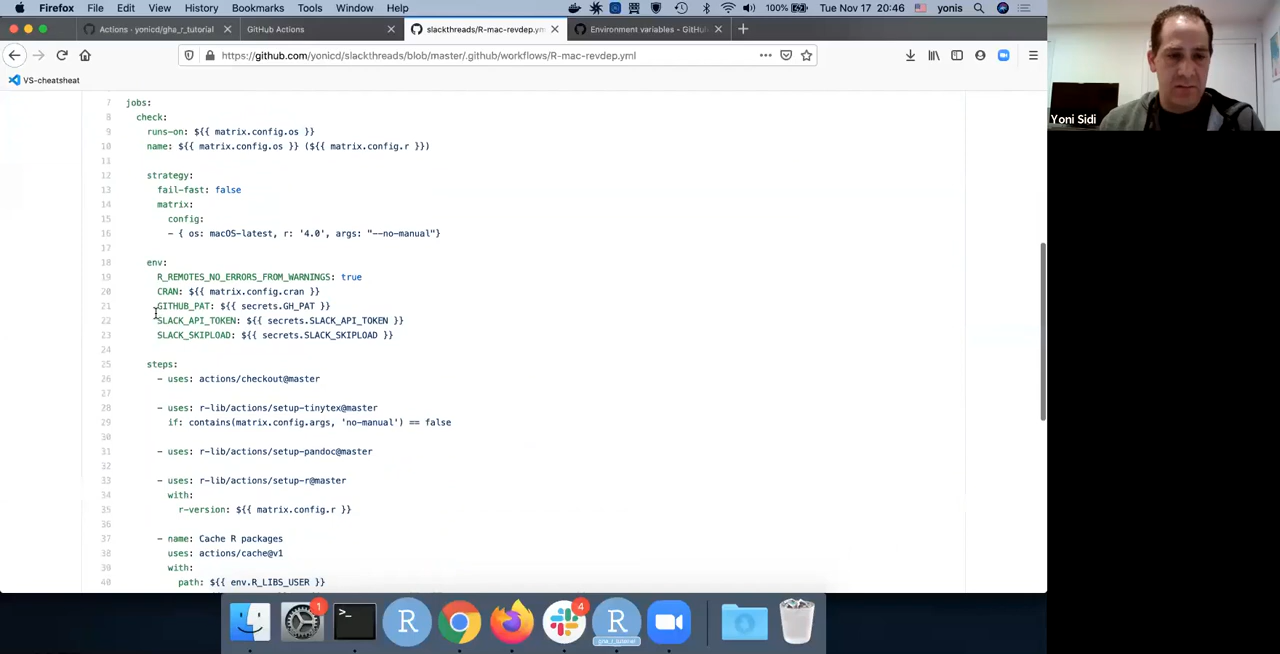 Firefox File Edit View History Bookmarks Tools Window Help 100% Tue Nov 17 20:46 yonis
Actions · yonicd/gha_r_tutorial GitHub Actions slackthreads/R-mac-revdep.ym Environment variables - GitHu
https://github.com/yonicd/slackthreads/blob/master/.github/workflows/R-mac-revdep.yml
VS-cheatsheat
Yoni Sidi
7 jobs:
8 check:
9 runs-on: ${{ matrix.config.os }}
10 name: ${{ matrix.config.os }} (${{ matrix.config.r }})
11
12 strategy:
13 fail-fast: false
14 matrix:
15 config:
16 - { os: macOS-latest, r: '4.0', args: "--no-manual"}
17
18 env:
19 R_REMOTES_NO_ERRORS_FROM_WARNINGS: true
20 CRAN: ${{ matrix.config.cran }}
21 GITHUB_PAT: ${{ secrets.GH_PAT }}
22 SLACK_API_TOKEN: ${{ secrets.SLACK_API_TOKEN }}
23 SLACK_SKIPLOAD: ${{ secrets.SLACK_SKIPLOAD }}
24
25 steps:
26 - uses: actions/checkout@master
27
28 - uses: r-lib/actions/setup-tinytex@master
29 if: contains(matrix.config.args, 'no-manual') == false
30
31 - uses: r-lib/actions/setup-pandoc@master
32
33 - uses: r-lib/actions/setup-r@master
34 with:
35 r-version: ${{ matrix.config.r }}
36
37 - name: Cache R packages
38 uses: actions/cache@v1
39 with:
40 path: ${{ env.R_LIBS_USER }}
1
4
R
R
gha_r_tutorial